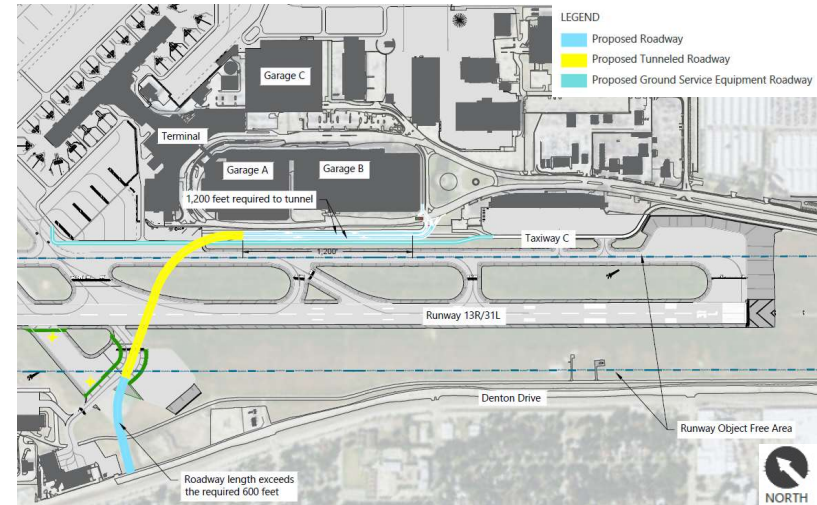 LEGEND
Proposed Roadway
Proposed Tunneled Roadway
Proposed Ground Service Equipment Roadway
Garage C
Terminal
Garage A
Garage B
1,200 feet required to tunnel
Taxiway C
1,200'
Runway 13R/31L
Denton Drive
Runway Object Free Area
Roadway length exceeds
the required 600 feet
NORTH